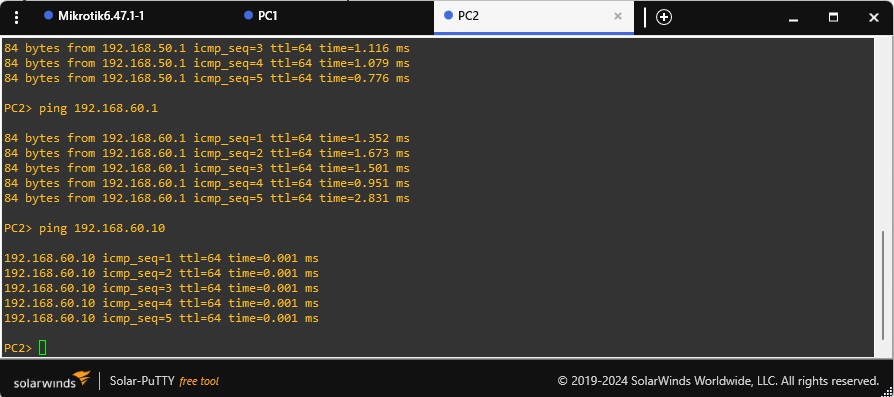 Mikrotik6.47.1-1
PC1
PC2
84 bytes from 192.168.50.1 icmp_seq=3 ttl=64 time=1.116 ms
84 bytes from 192.168.50.1 icmp_seq=4 ttl=64 time=1.079 ms
84 bytes from 192.168.50.1 icmp_seq=5 ttl=64 time=0.776 ms
PC2> ping 192.168.60.1
84 bytes from 192.168.60.1 icmp_seq=1 ttl=64 time=1.352 ms
84 bytes from 192.168.60.1 icmp_seq=2 ttl=64 time=1.673 ms
84 bytes from 192.168.60.1 icmp_seq=3 ttl=64 time=1.501 ms
84 bytes from 192.168.60.1 icmp_seq=4 ttl=64 time=0.951 ms
84 bytes from 192.168.60.1 icmp_seq=5 ttl=64 time=2.831 ms
PC2> ping 192.168.60.10
192.168.60.10 icmp_seq=1 ttl=64 time=0.001 ms
192.168.60.10 icmp_seq=2 ttl=64 time=0.001 ms
192.168.60.10 icmp_seq=3 ttl=64 time=0.001 ms
192.168.60.10 icmp_seq=4 ttl=64 time=0.001 ms
192.168.60.10 icmp_seq=5 ttl=64 time=0.001 ms
PC2>
solarwinds Solar-PuTTY free tool © 2019-2024 SolarWinds Worldwide, LLC. All rights reserved.